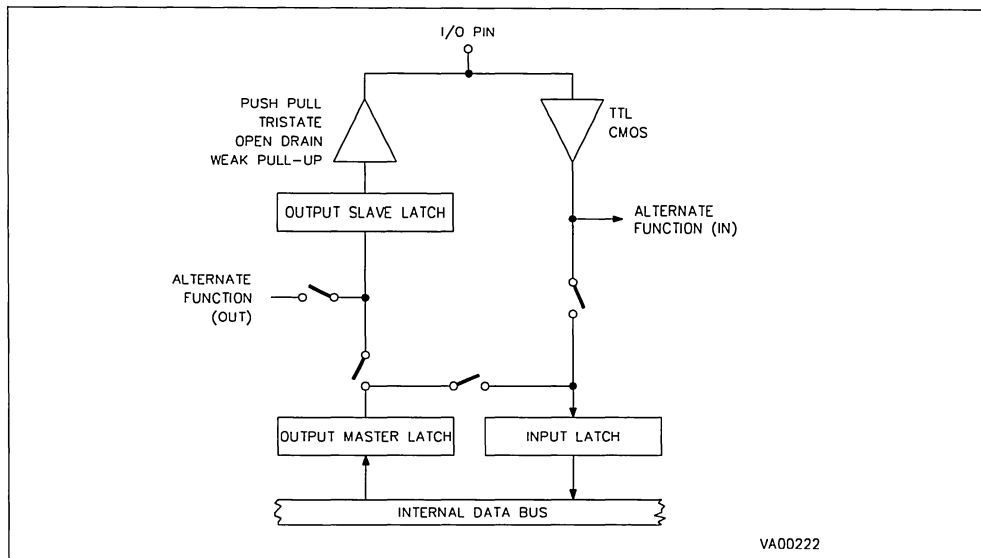 I/O PIN
PUSH PULL
TRISTATE
OPEN DRAIN
WEAK PULL-UP
TTL
CMOS
OUTPUT SLAVE LATCH
ALTERNATE
FUNCTION (IN)
ALTERNATE
FUNCTION
(OUT)
OUTPUT MASTER LATCH
INPUT LATCH
INTERNAL DATA BUS
VA00222